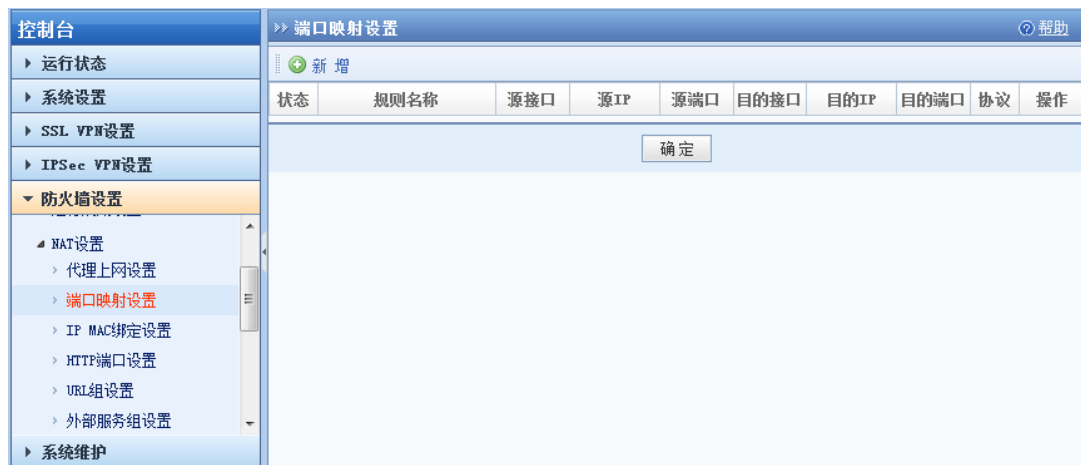 控制台
端口映射设置
帮助
运行状态
新 增
系统设置
状态 规则名称 源接口 源IP 源端口 目的接口 目的IP 目的端口 协议 操作
SSL VPN设置
确定
IPSec VPN设置
防火墙设置
NAT设置
代理上网设置
端口映射设置
IP MAC绑定设置
HTTP端口设置
URL组设置
外部服务组设置
系统维护